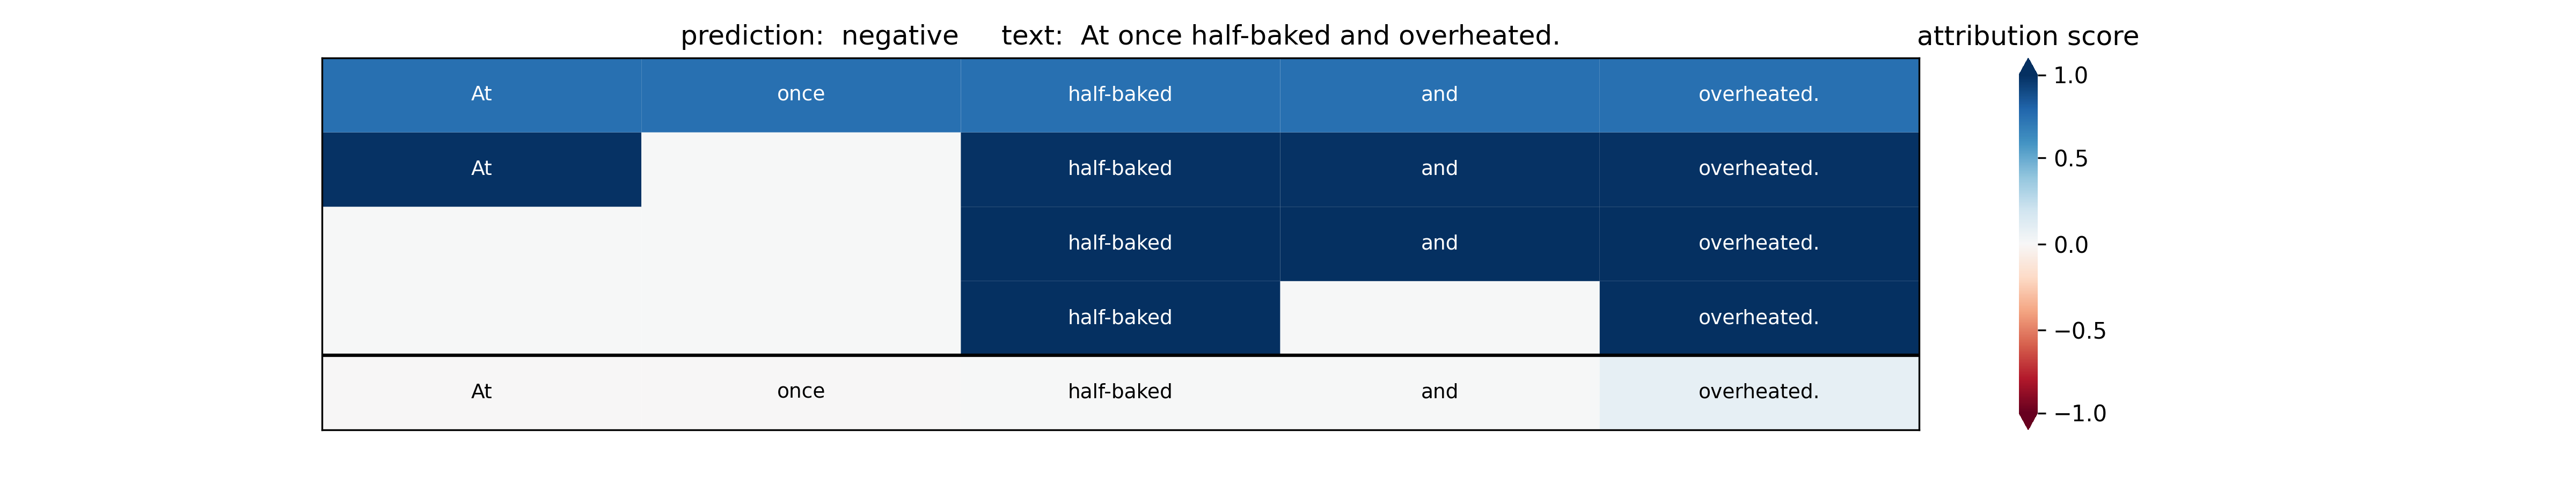 prediction:  negative     text:  At once half-baked and overheated.
attribution score
At once half-baked and overheated.
At half-baked and overheated.
half-baked and overheated.
half-baked overheated.
At once half-baked and overheated.
1.0
0.5
0.0
−0.5
−1.0